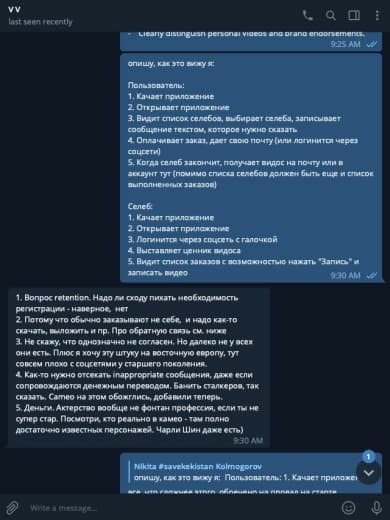 v v
last seen recently
- Clearly distinguish personal videos and brand endorsements.
9:25 AM
опишу, как это вижу я:
Пользователь:
1. Качает приложение
2. Открывает приложение
3. Видит список селебов, выбирает селеба, записывает
сообщение текстом, которое нужно сказать
4. Оплачивает заказ, дает свою почту (или логинится через
соцсети)
5. Когда селеб закончит, получает видос на почту или в
аккаунт тут (помимо списка селебов должен быть еще и список
выполненных заказов)
Селеб:
1. Качает приложение
2. Открывает приложение
3. Логинится через соцсеть с галочкой
4. Выставляет ценник видоса
5. Видит список заказов с возможность нажать "Запись" и
записать видео
9:30 AM
1. Вопрос retention. Надо ли сходу пихать необходимость
регистрации - наверное, нет
2. Потому что обычно заказывают не себе, и надо как-то
скачать, выложить и пр. Про обратную связь см. ниже
3. Не скажу, что однозначно не согласен. Но далеко не у всех
они есть. Плюс я хочу эту штуку на восточную европу, тут
совсем плохо с соцсетями у старшего поколения.
4. Как-то нужно отсекать inappropriate сообщения, даже если
сопровождаются денежным переводом. Банить сталкеров, так
сказать. Cameo на этом обожглись, добавили теперь.
5. Деньги. Актерство вообще не фонтан профессия, если ты не
супер стар. Посмотри, кто реально в камео - там полно
достаточно известных персонажей. Чарли Шин даже есть)
9:30 AM
Nikita #savekekistan Kolmogorov
опишу, как это вижу я: Пользователь: 1. Качает приложен
все, что сложнее этого, обречено на провал на старте
1
Write a message...